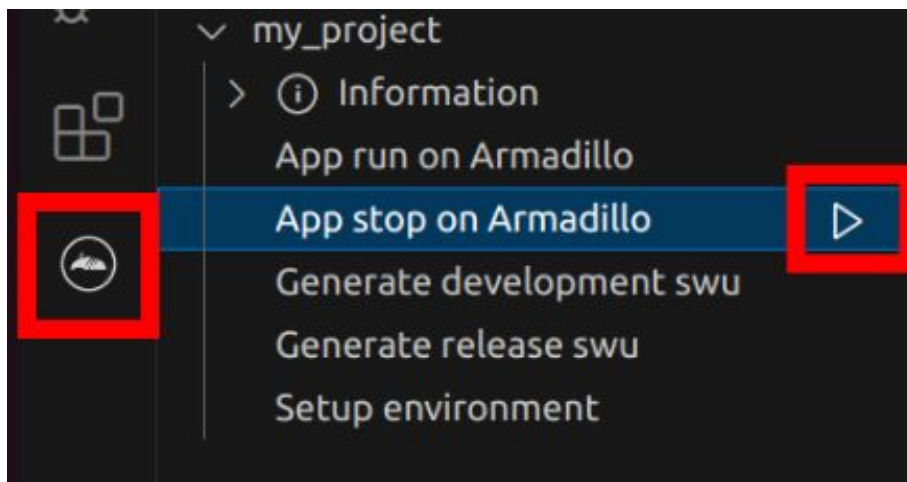 my_project
Information
App run on Armadillo
App stop on Armadillo
Generate development swu
Generate release swu
Setup environment